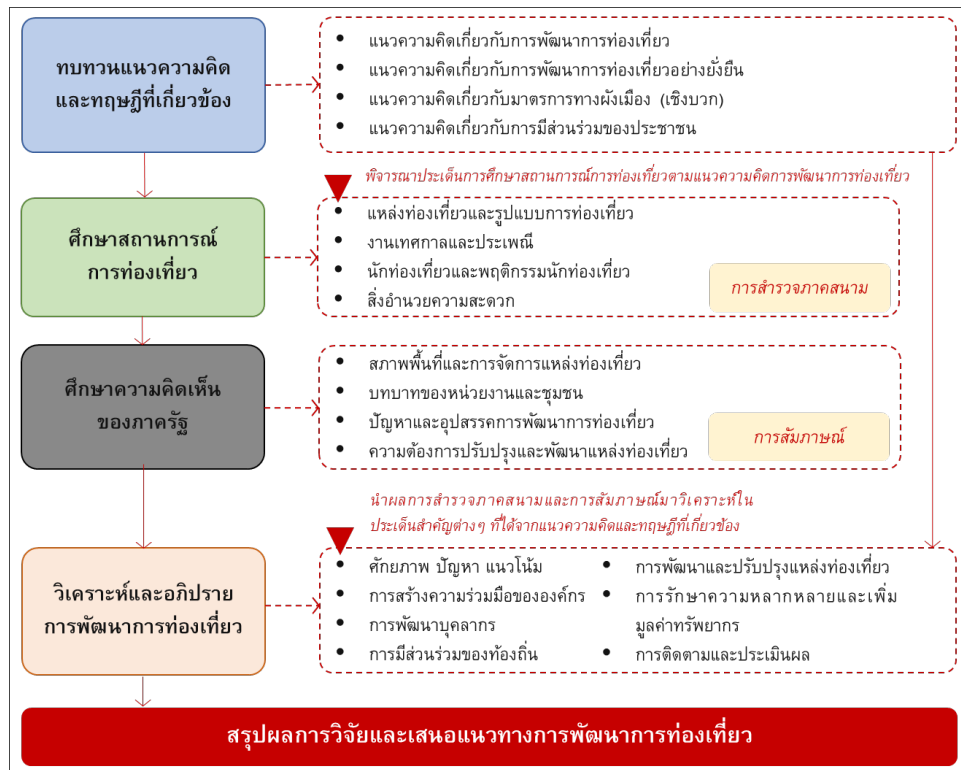 ทบทวนแนวความคิด
และทฤษฎีที่เกี่ยวข้อง
• แนวความคิดเกี่ยวกับการพัฒนาการท่องเที่ยว
• แนวความคิดเกี่ยวกับการพัฒนาการท่องเที่ยวอย่างยั่งยืน
• แนวความคิดเกี่ยวกับมาตรการทางผังเมือง (เชิงบวก)
• แนวความคิดเกี่ยวกับการมีส่วนร่วมของประชาชน
พิจารณาประเด็นการศึกษาสถานการณ์การท่องเที่ยวตามแนวความคิดการพัฒนาการท่องเที่ยว
ศึกษาสถานการณ์
การท่องเที่ยว
• แหล่งท่องเที่ยวและรูปแบบการท่องเที่ยว
• งานเทศกาลและประเพณี
• นักท่องเที่ยวและพฤติกรรมนักท่องเที่ยว
• สิ่งอำนวยความสะดวก
การสำรวจภาคสนาม
ศึกษาความคิดเห็น
ของภาครัฐ
• สภาพพื้นที่และการจัดการแหล่งท่องเที่ยว
• บทบาทของหน่วยงานและชุมชน
• ปัญหาและอุปสรรคการพัฒนาการท่องเที่ยว
• ความต้องการปรับปรุงและพัฒนาแหล่งท่องเที่ยว
การสัมภาษณ์
นำผลการสำรวจภาคสนามและการสัมภาษณ์มาวิเคราะห์ใน
ประเด็นสำคัญต่างๆ ที่ได้จากแนวความคิดและทฤษฎีที่เกี่ยวข้อง
วิเคราะห์และอภิปราย
การพัฒนาการท่องเที่ยว
• ศักยภาพ ปัญหา แนวโน้ม
• การสร้างความร่วมมือขององค์กร
• การพัฒนาบุคลากร
• การมีส่วนร่วมของท้องถิ่น
• การพัฒนาและปรับปรุงแหล่งท่องเที่ยว
• การรักษาความหลากหลายและเพิ่ม
มูลค่าทรัพยากร
• การติดตามและประเมินผล
สรุปผลการวิจัยและเสนอแนวทางการพัฒนาการท่องเที่ยว